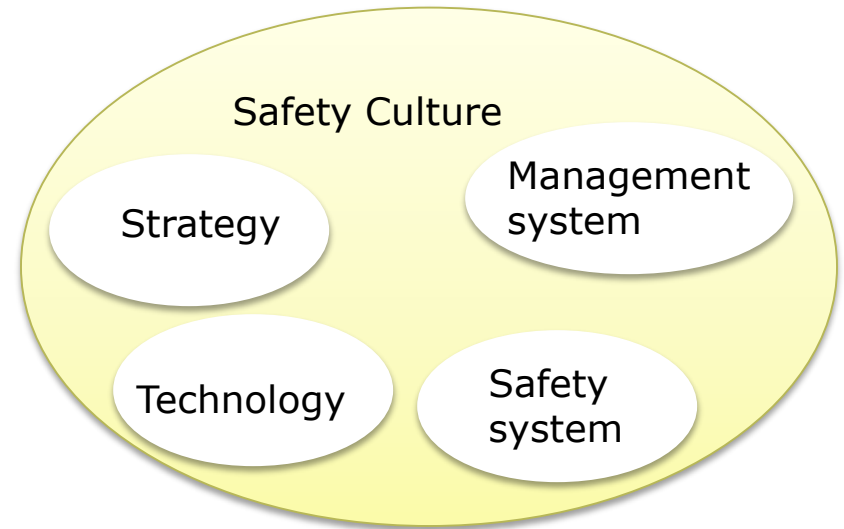 Safety Culture
Strategy
Management
system
Technology
Safety
system